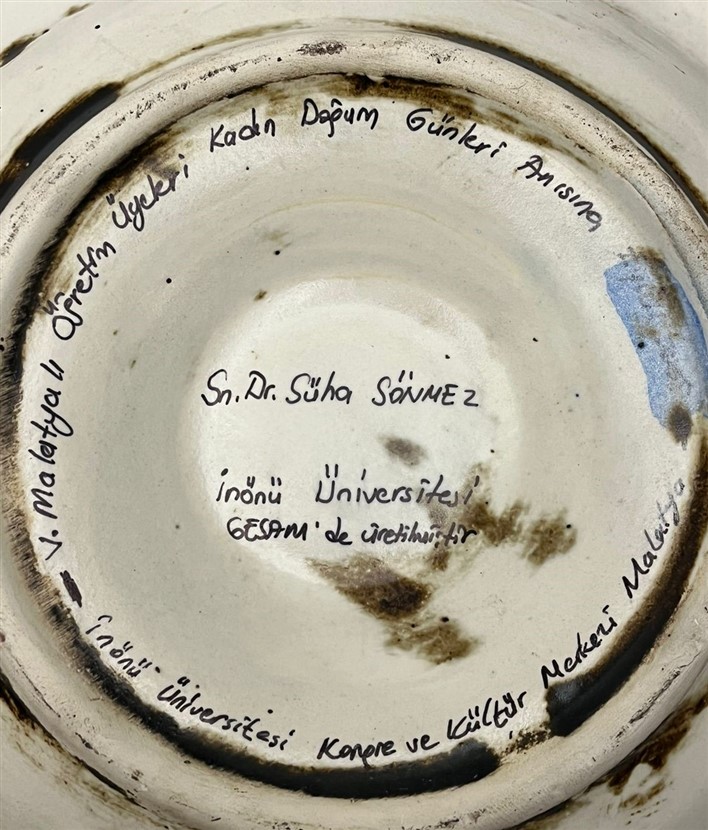 1. Malatyalı Öğretim Üyeleri Kadın Doğum Günleri Anısına
Sn. Dr. Süha SÖNMEZ
İnönü Üniversitesi
GESAM'de üretilmiştir
İnönü Üniversitesi Kongre ve Kültür Merkezi Malatya